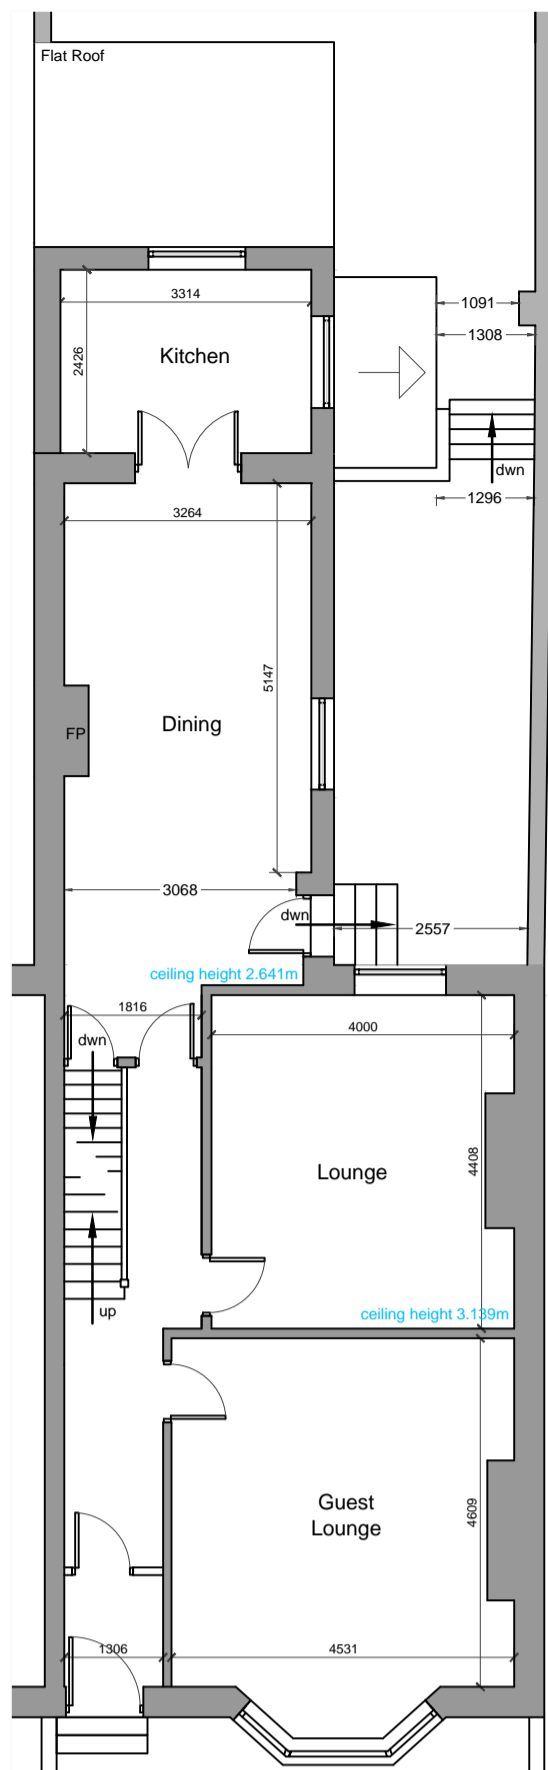 Flat Roof
3314
1091
1308
2426
Kitchen
dwn
1296
3264
5147
Dining
FP
3068
dwn
2557
ceiling height 2.641m
1816
4000
dwn
4408
Lounge
up
ceiling height 3.139m
Guest
Lounge
4609
1306
4531